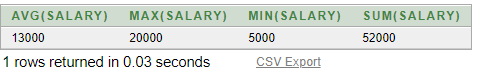 AVG(SALARY) MAX(SALARY) MIN(SALARY) SUM(SALARY)
13000 20000 5000 52000
1 rows returned in 0.03 seconds CSV Export